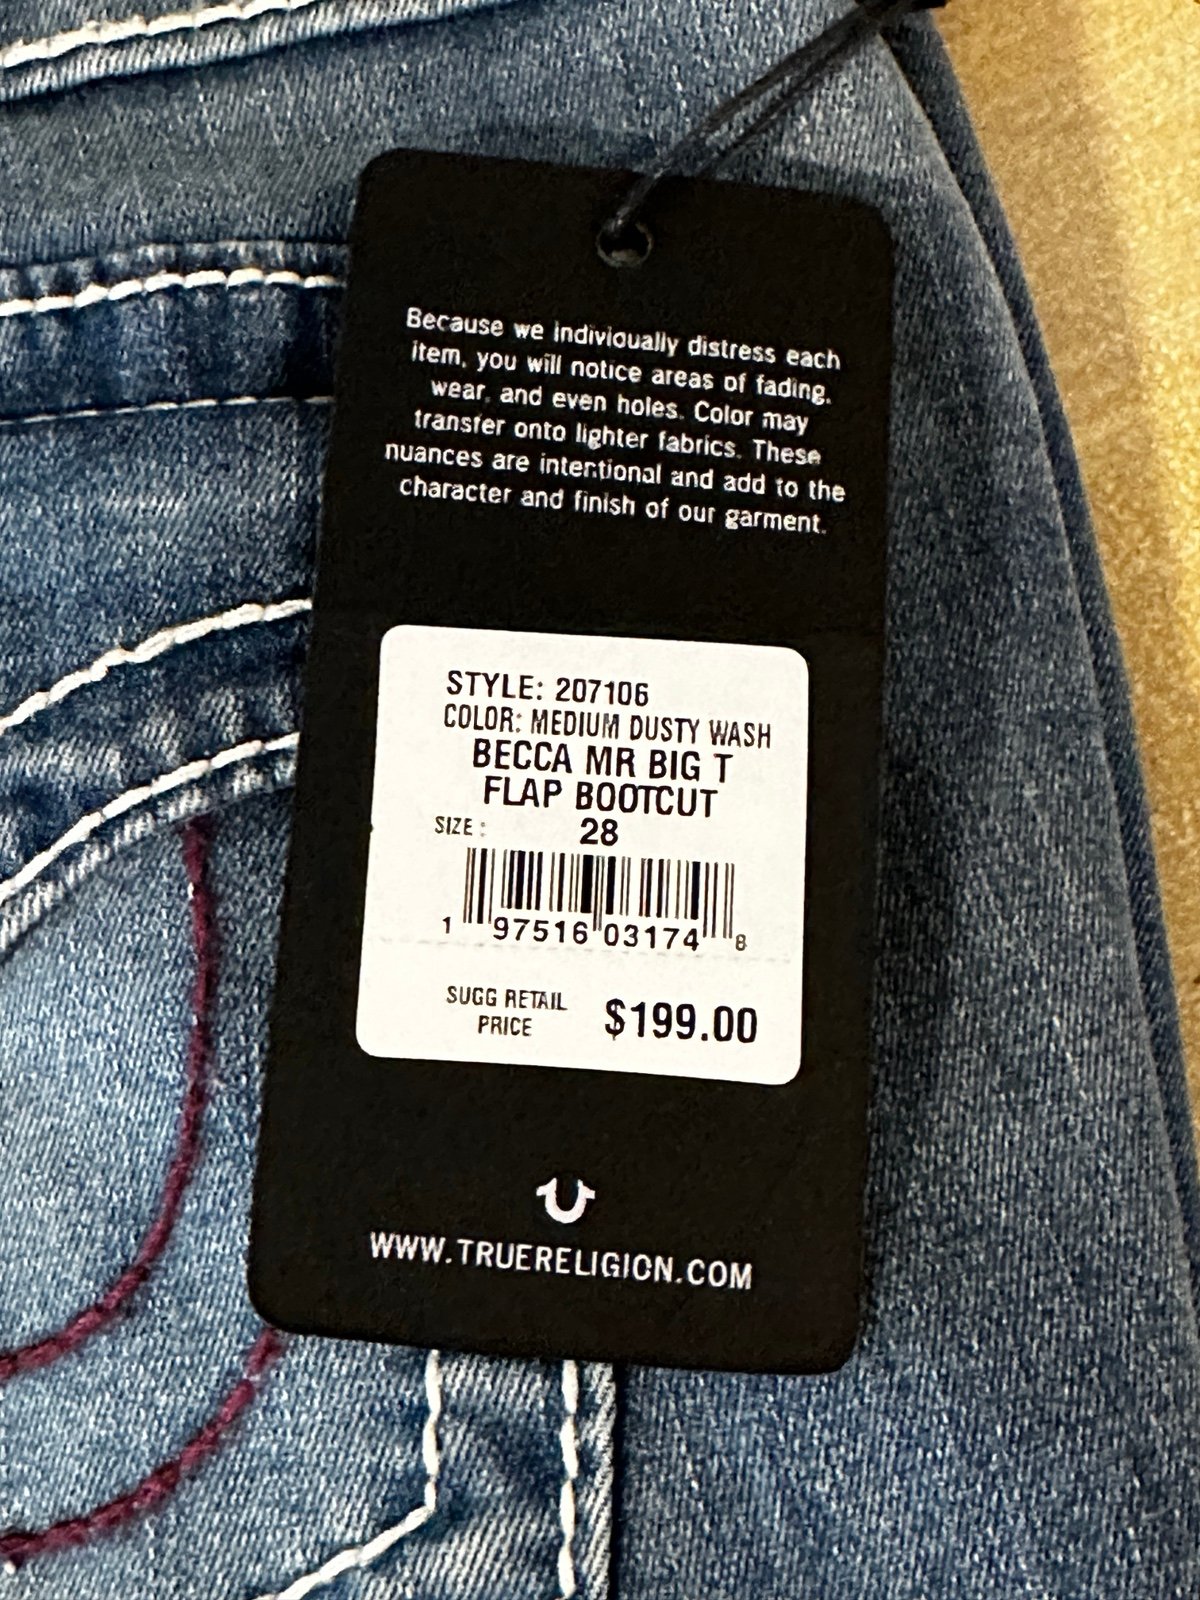 Because we individually distress each
item, you will notice areas of fading,
wear, and even holes. Color may
transfer onto lighter fabrics. These
nuances are intentional and add to the
character and finish of our garment.
STYLE: 207106
COLOR: MEDIUM DUSTY WASH
BECCA MR BIG T
FLAP BOOTCUT
SIZE: 28
1 97516 03174 8
SUGG RETAIL
PRICE $199.00
WWW.TRUERELIGION.COM